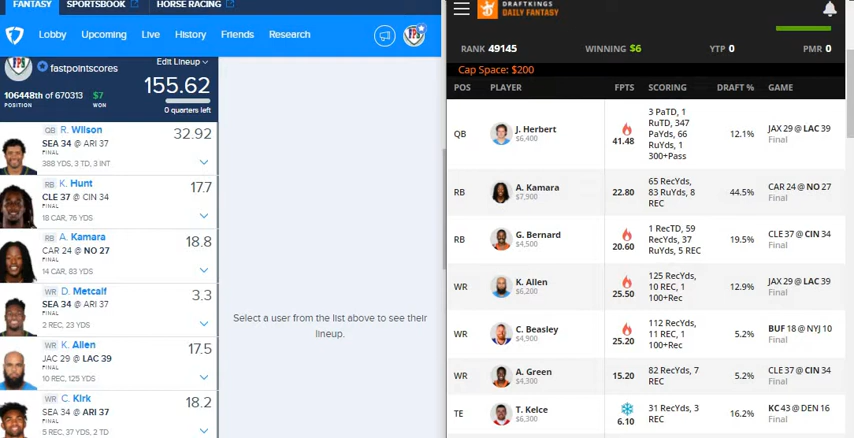 FANTASY SPORTSBOOK HORSE RACING
Lobby Upcoming Live History Friends Research
FPS fastpointscores
Edit Lineup
155.62
106448th of 670313 $7
POSITION WON
0 quarters left
QB R. Wilson 32.92
SEA 34 @ ARI 37
FINAL
388 YDS, 3 TD, 3 INT
RB K. Hunt 17.7
CLE 37 @ CIN 34
FINAL
18 CAR, 76 YDS
RB A. Kamara 18.8
CAR 24 @ NO 27
FINAL
14 CAR, 83 YDS
WR D. Metcalf 3.3
SEA 34 @ ARI 37
FINAL
2 REC, 23 YDS
WR K. Allen 17.5
JAC 29 @ LAC 39
FINAL
10 REC, 125 YDS
WR C. Kirk 18.2
SEA 34 @ ARI 37
FINAL
5 REC, 37 YDS, 2 TD
Select a user from the list above to see their
lineup.
DRAFTKINGS
DAILY FANTASY
RANK 49145 WINNING $6 YTP 0 PMR 0
Cap Space: $200
POS PLAYER FPTS SCORING DRAFT % GAME
QB J. Herbert $6,400 41.48 3 PaTD, 1
RuTD, 347
PaYds, 66
RuYds, 1
300+Pass
12.1% JAX 29 @ LAC 39
Final
RB A. Kamara $7,900 22.80 65 RecYds,
83 RuYds, 8
REC
44.5% CAR 24 @ NO 27
Final
RB G. Bernard $4,500 20.60 1 RecTD, 59
RecYds, 37
RuYds, 5 REC
19.5% CLE 37 @ CIN 34
Final
WR K. Allen $6,200 25.50 125 RecYds,
10 REC, 1
100+Rec
12.9% JAX 29 @ LAC 39
Final
WR C. Beasley $4,900 25.20 112 RecYds,
11 REC, 1
100+Rec
5.2% BUF 18 @ NYJ 10
Final
WR A. Green $4,300 15.20 82 RecYds, 7
REC
5.2% CLE 37 @ CIN 34
Final
TE T. Kelce $6,300 6.10 31 RecYds, 3
REC
16.2% KC 43 @ DEN 16
Final